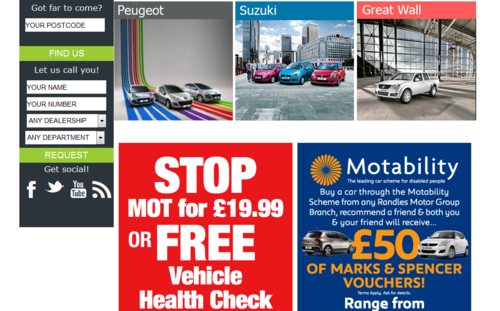 Got far to come?
YOUR POSTCODE
FIND US
Let us call you!
YOUR NAME
YOUR NUMBER
ANY DEALERSHIP
ANY DEPARTMENT
REQUEST
Get social!
You
Tube
Peugeot
Suzuki
Great Wall
STOP
MOT for £19.99
OR FREE
Vehicle
Health Check
Motability
The leading car scheme for disabled people
Buy a car through the Motability
Scheme from any Randles Motor Group
Branch, recommend a friend & both you
& your friend will receive...
£50
OF MARKS & SPENCER
VOUCHERS!
Terms Apply. Ask for details.
Range from